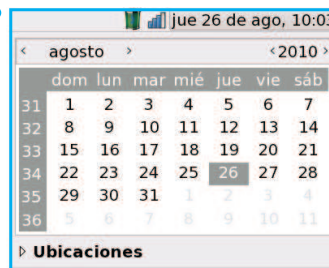 jue 26 de ago, 10:03
‹ agosto › ‹ 2010 ›
dom lun mar mié jue vie sáb
31 1 2 3 4 5 6 7
32 8 9 10 11 12 13 14
33 15 16 17 18 19 20 21
34 22 23 24 25 26 27 28
35 29 30 31 1 2 3 4
36 5 6 7 8 9 10 11
▷ Ubicaciones